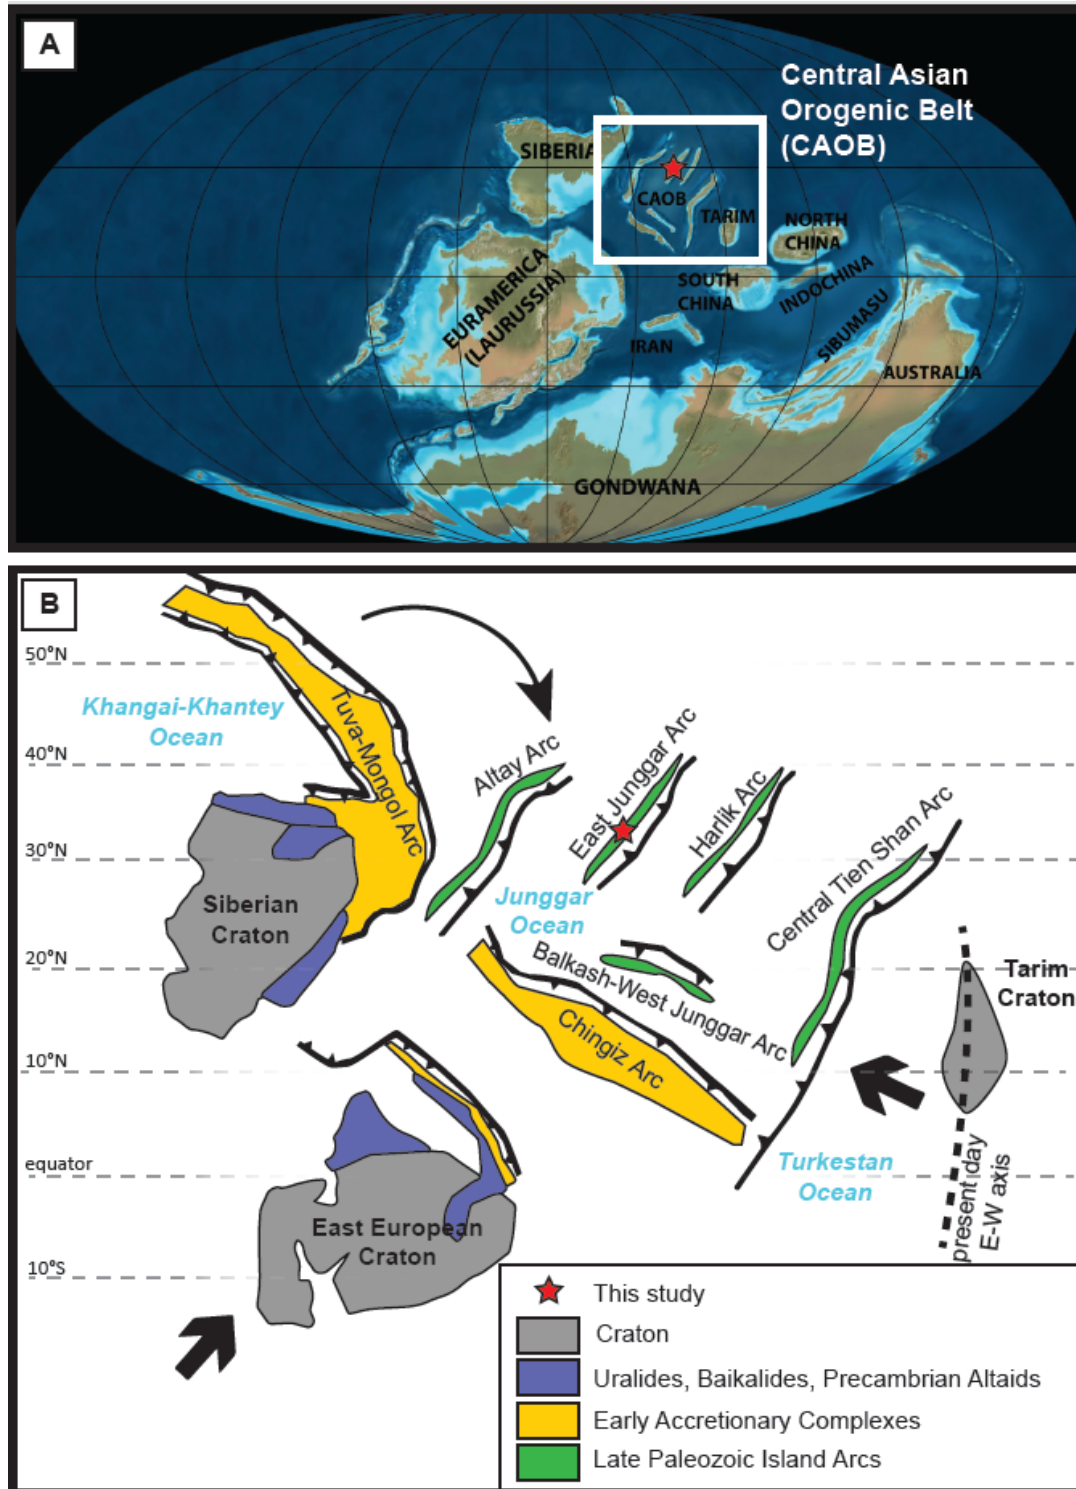 A
Central Asian
Orogenic Belt
(CAOB)
SIBERIA
CAOB
TARIM
NORTH
CHINA
SOUTH
CHINA
INDOCHINA
EURAMERICA
(LAURUSSIA)
IRAN
SIBUMASU
AUSTRALIA
GONDWANA
B
50°N
Khangai-Khantey
Ocean
Tuva-Mongol Arc
40°N
Altay Arc
East Junggar Arc
Harlik Arc
Central Tien Shan Arc
30°N
Siberian
Craton
Junggar
Ocean
20°N
Balkash-West Junggar Arc
Tarim
Craton
Chingiz Arc
10°N
equator
Turkestan
Ocean
present day
E-W axis
East European
Craton
10°S
This study
Craton
Uralides, Baikalides, Precambrian Altaids
Early Accretionary Complexes
Late Paleozoic Island Arcs